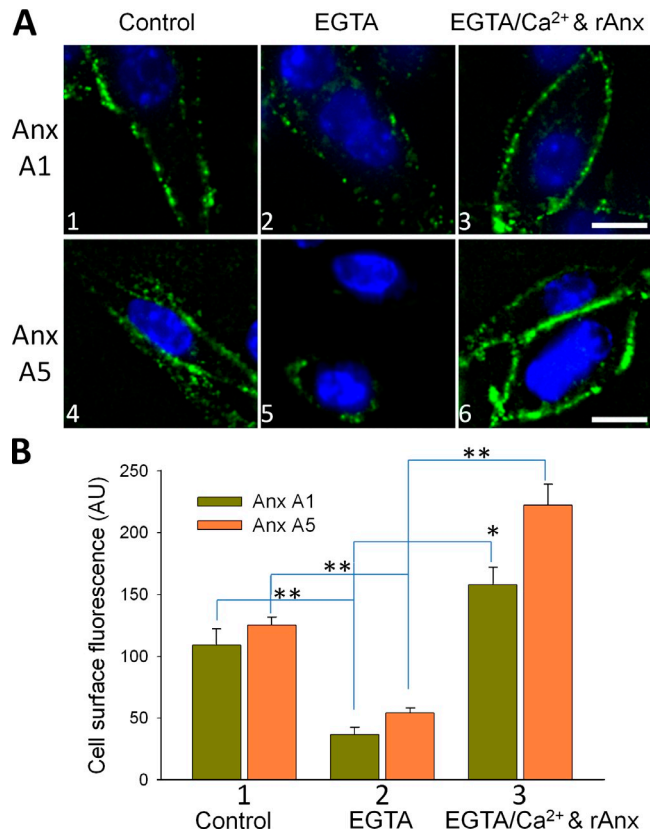 A
Control EGTA EGTA/Ca²⁺ & rAnx
Anx
A1
1 2 3
Anx
A5
4 5 6
B
250
200
150
100
50
0
Cell surface fluorescence (AU)
Anx A1
Anx A5
**
**
**
*
1 2 3
Control EGTA EGTA/Ca²⁺ & rAnx